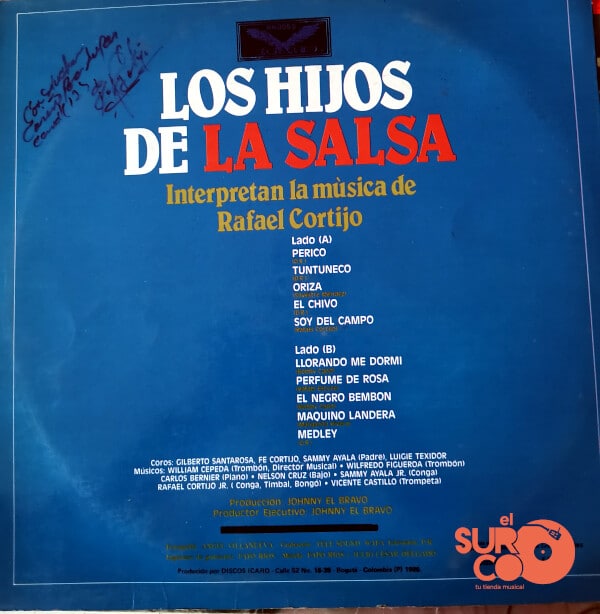 LOS HIJOS
DE LA SALSA
Interpretan la mùsica de
Rafael Cortijo
Lado (A)
PERICO
(D.R.)
TUNTUNECO
(D.R.)
ORIZA
EL CHIVO
(D.R.)
SOY DEL CAMPO
Lado (B)
LLORANDO ME DORMI
PERFUME DE ROSA
EL NEGRO BEMBON
MAQUINO LANDERA
MEDLEY
Coros: GILBERTO SANTAROSA, FE CORTIJO, SAMMY AYALA (Padre), LUIGIE TEXIDOR
Músicos: WILLIAM CEPEDA (Trombón, Director Musical) • WILFREDO FIGUEROA (Trombón)
CARLOS BERNIER (Piano) • NELSON CRUZ (Bajo) • SAMMY AYALA JR. (Conga)
RAFAEL CORTIJO JR. (Conga, Timbal, Bongó) • VICENTE CASTILLO (Trompeta)
Producción: JOHNNY EL BRAVO
Productor Ejecutivo: JOHNNY EL BRAVO
Producido por DISCOS ICARO - Calle 52 No. - Bogotá - Colombia (P)
el
SURCO
tu tienda musical